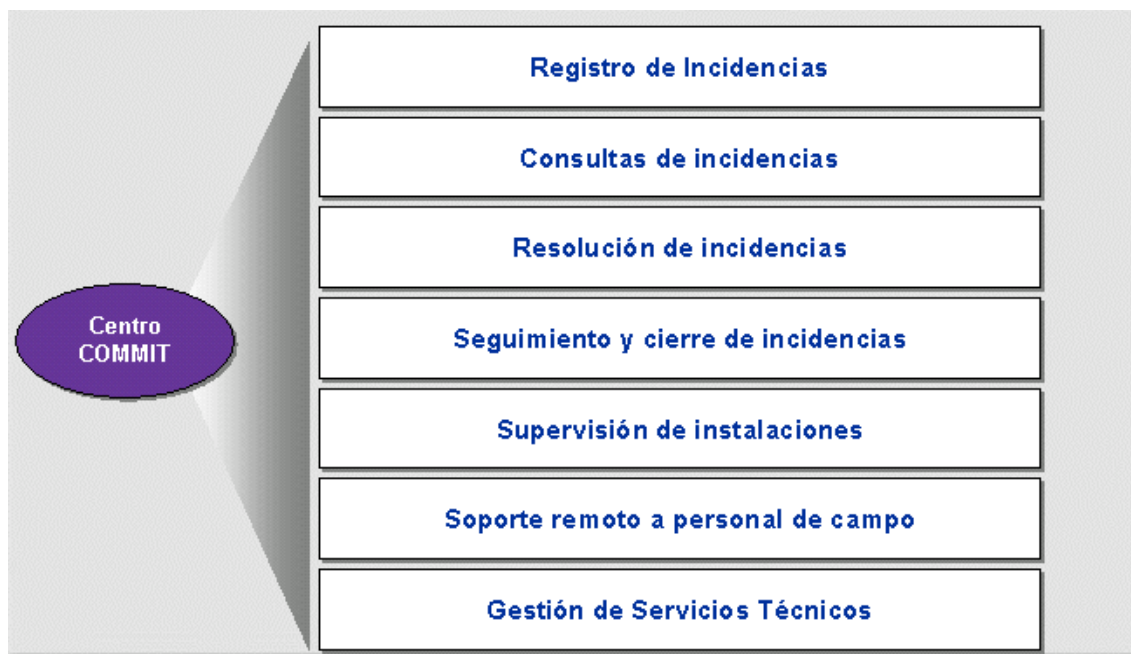 Registro de Incidencias
Consultas de incidencias
Resolución de incidencias
Centro
COMMIT
Seguimiento y cierre de incidencias
Supervisión de instalaciones
Soporte remoto a personal de campo
Gestión de Servicios Técnicos